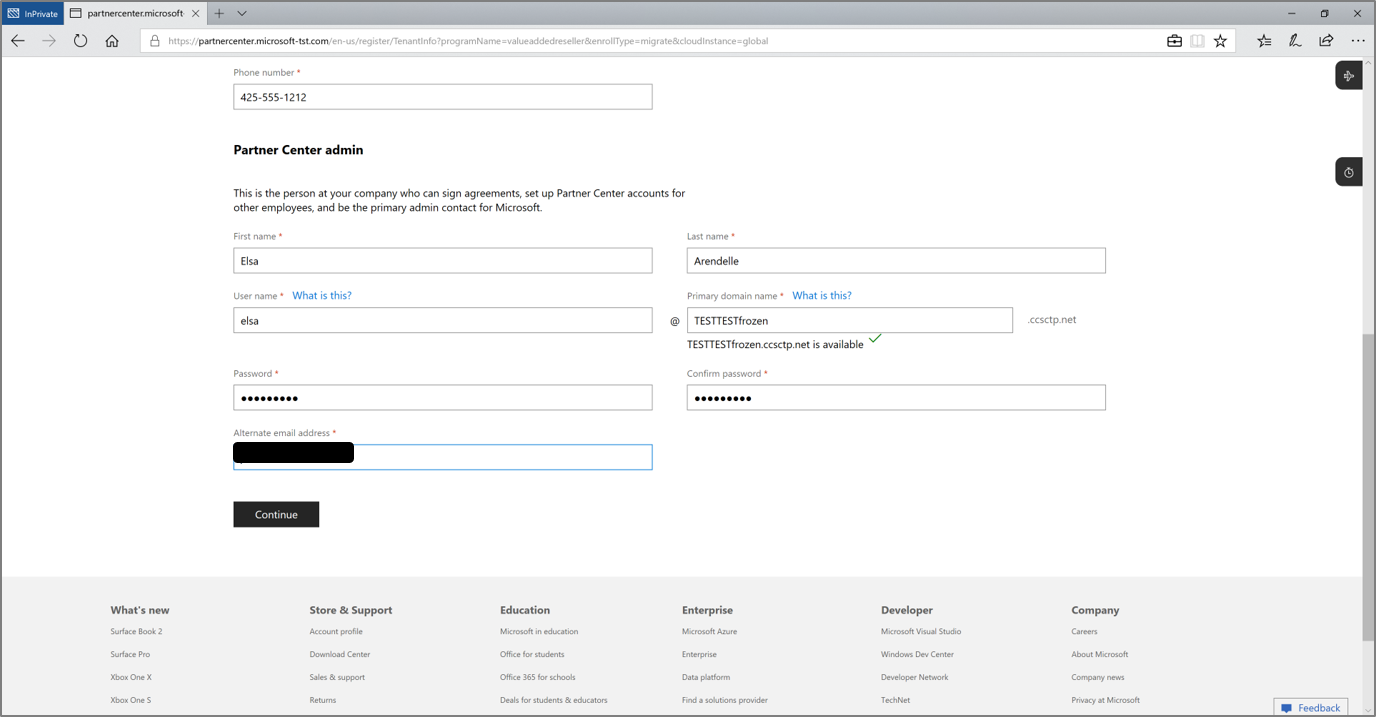 InPrivate
partnercenter.microsoft-
https://partnercenter.microsoft-tst.com/en-us/register/TenantInfo?programName=valueaddedreseller&enrollType=migrate&cloudInstance=global
Phone number *
425-555-1212
Partner Center admin
This is the person at your company who can sign agreements, set up Partner Center accounts for
other employees, and be the primary admin contact for Microsoft.
First name *
Last name *
Elsa
Arendelle
User name * What is this?
Primary domain name * What is this?
elsa
@
TESTTESTfrozen
.ccsctp.net
TESTTESTfrozen.ccsctp.net is available
Password *
Confirm password *
•••••••••
•••••••••
Alternate email address *
Continue
What's new
Store & Support
Education
Enterprise
Developer
Company
Surface Book 2
Account profile
Microsoft in education
Microsoft Azure
Microsoft Visual Studio
Careers
Surface Pro
Download Center
Office for students
Enterprise
Windows Dev Center
About Microsoft
Xbox One X
Sales & support
Office 365 for schools
Data platform
Developer Network
Company news
Xbox One S
Returns
Deals for students & educators
Find a solutions provider
TechNet
Privacy at Microsoft
Feedback